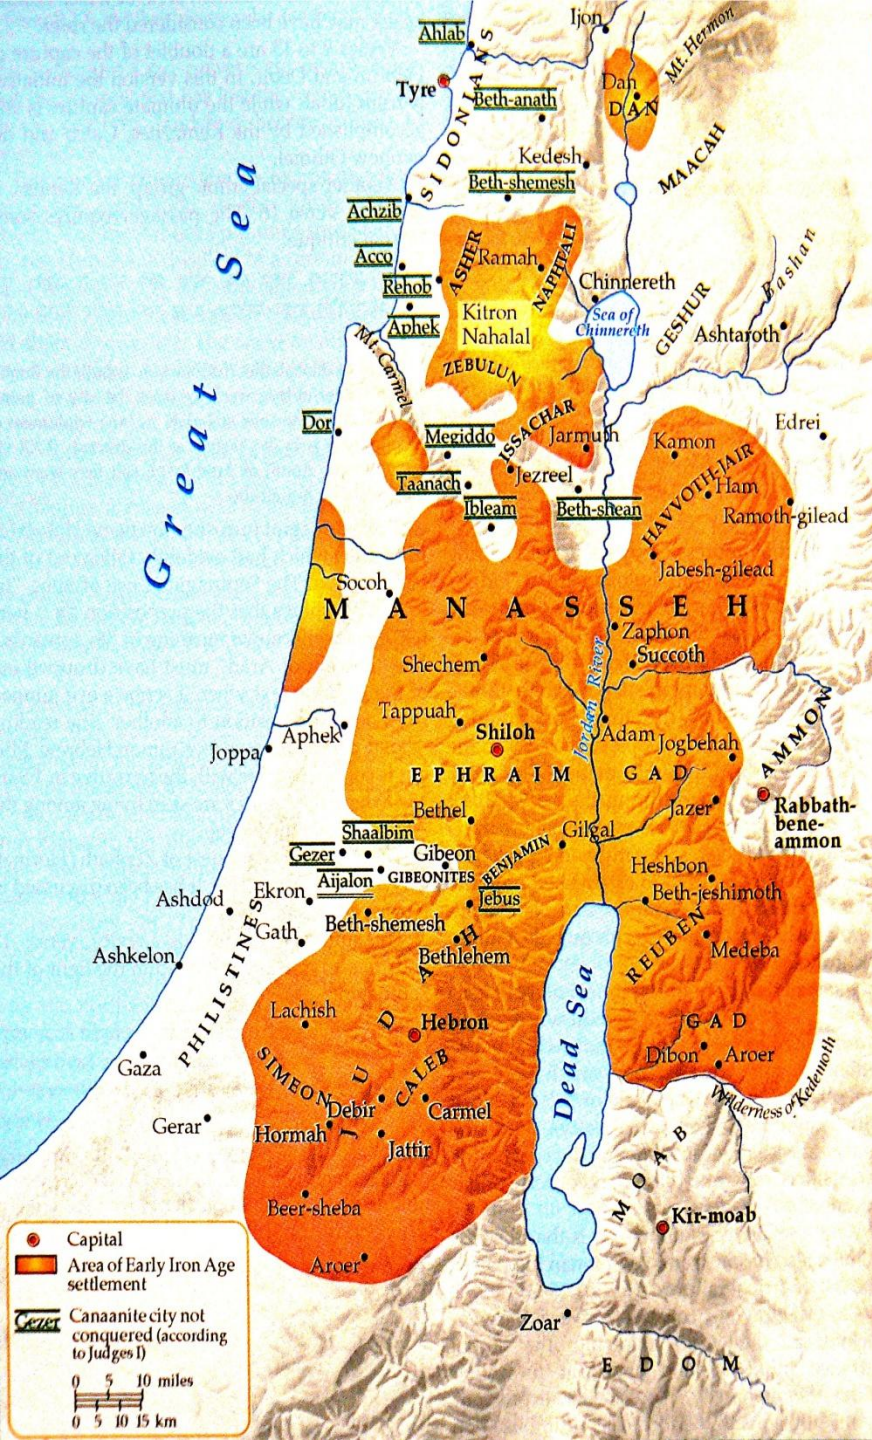 Ijon
Ahlab
Mt. Hermon
Tyre
Dan
DAN
Beth-anath
SIDONIANS
Kedesh
MAACAH
Beth-shemesh
Achzib
Great Sea
Acco
ASHER
Ramah
NAPHTALI
Rehob
Chinnereth
Bashan
Aphek
Kitron
Nahalal
Sea of
Chinnereth
GESHUR
Ashtaroth
Mt. Carmel
ZEBULUN
Dor
Megiddo
ISSACHAR
Jarmuth
Kamon
Edrei
Taanach
Jezreel
HAVVOTH-JAIR
Ham
Ibleam
Beth-shean
Ramoth-gilead
Jabesh-gilead
Socoh
MANASSEH
Zaphon
Shechem
Succoth
Jordan River
Tappuah
Shiloh
Adam
AMMON
Joppa
Aphek
Jogbehah
EPHRAIM
GAD
Rabbath-
bene-
ammon
Bethel
Jazer
Shaalbim
Gilgal
Gezer
Gibeon
BENJAMIN
Aijalon
GIBEONITES
Heshbon
Ekron
Jebus
Beth-jeshimoth
Ashdod
Beth-shemesh
Gath
Bethlehem
REUBEN
Medeba
Ashkelon
PHILISTINES
JUDAH
Dead Sea
Lachish
Hebron
GAD
Dibon
Aroer
Gaza
SIMEON
CALEB
Wilderness of Kedemoth
Debir
Carmel
Gerar
Hormah
Jattir
MOAB
Beer-sheba
Kir-moab
Aroer
Zoar
EDOM
Capital
Area of Early Iron Age
settlement
Gezer
Canaanite city not
conquered (according
to Judges I)
0 5 10 miles
0 5 10 15 km